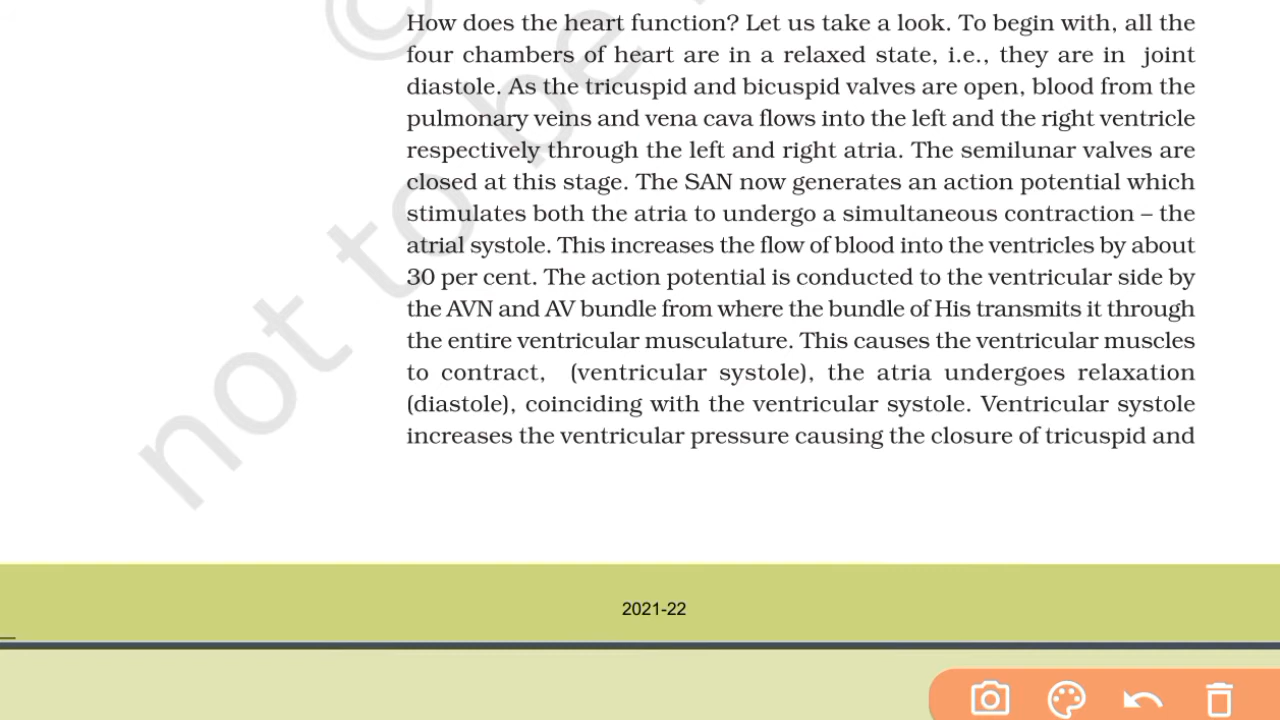 How does the heart function? Let us take a look. To begin with, all the
four chambers of heart are in a relaxed state, i.e., they are in joint
diastole. As the tricuspid and bicuspid valves are open, blood from the
pulmonary veins and vena cava flows into the left and the right ventricle
respectively through the left and right atria. The semilunar valves are
closed at this stage. The SAN now generates an action potential which
stimulates both the atria to undergo a simultaneous contraction – the
atrial systole. This increases the flow of blood into the ventricles by about
30 per cent. The action potential is conducted to the ventricular side by
the AVN and AV bundle from where the bundle of His transmits it through
the entire ventricular musculature. This causes the ventricular muscles
to contract, (ventricular systole), the atria undergoes relaxation
(diastole), coinciding with the ventricular systole. Ventricular systole
increases the ventricular pressure causing the closure of tricuspid and
©
not to be
2021-22